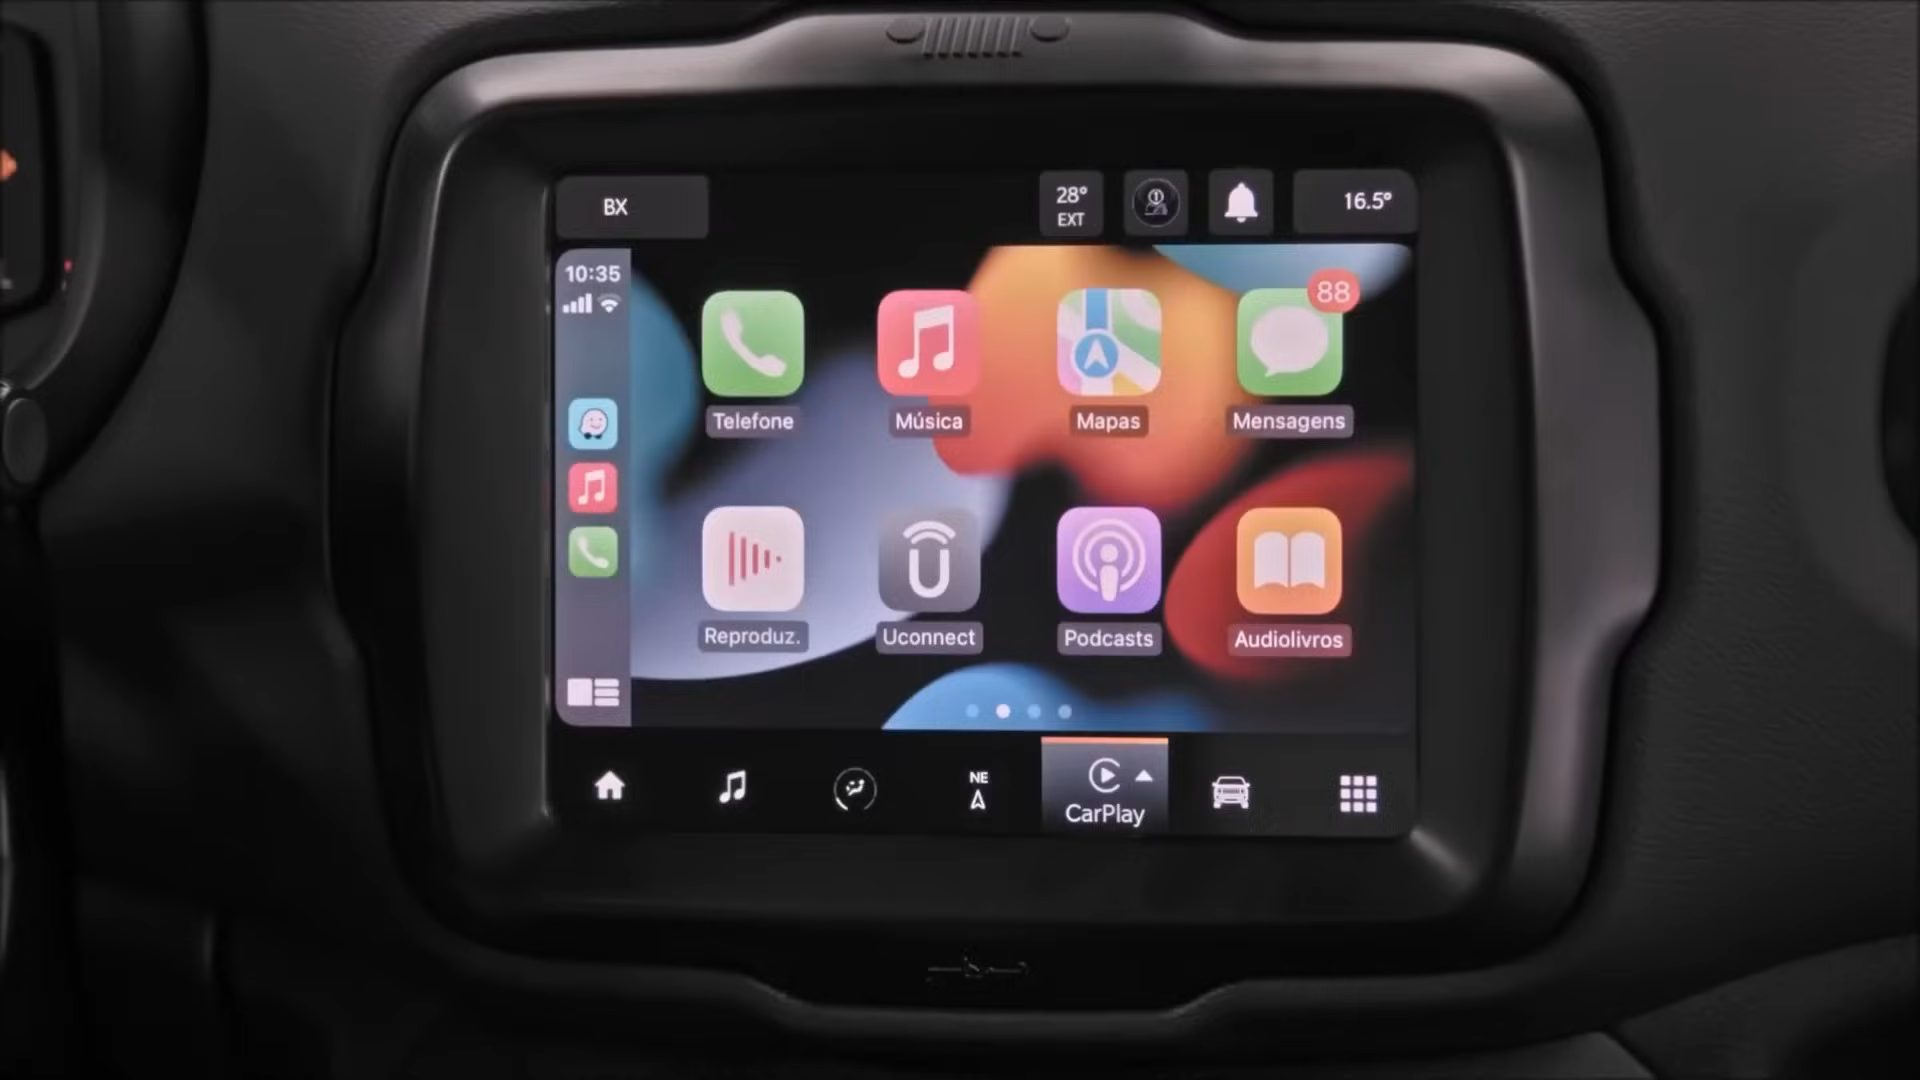 BX
28°
EXT
16.5°
10:35
88
Telefone
Música
Mapas
Mensagens
Reproduz.
Uconnect
Podcasts
Audiolivros
NE
CarPlay